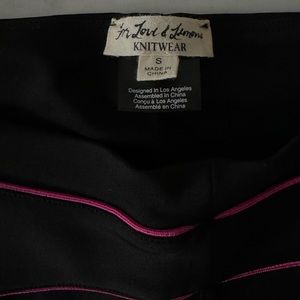 For Love & Lemons
KNITWEAR
S
MADE IN
CHINA
Designed in Los Angeles
Assembled in China
Conçu à Los Angeles
Assemblé en Chine